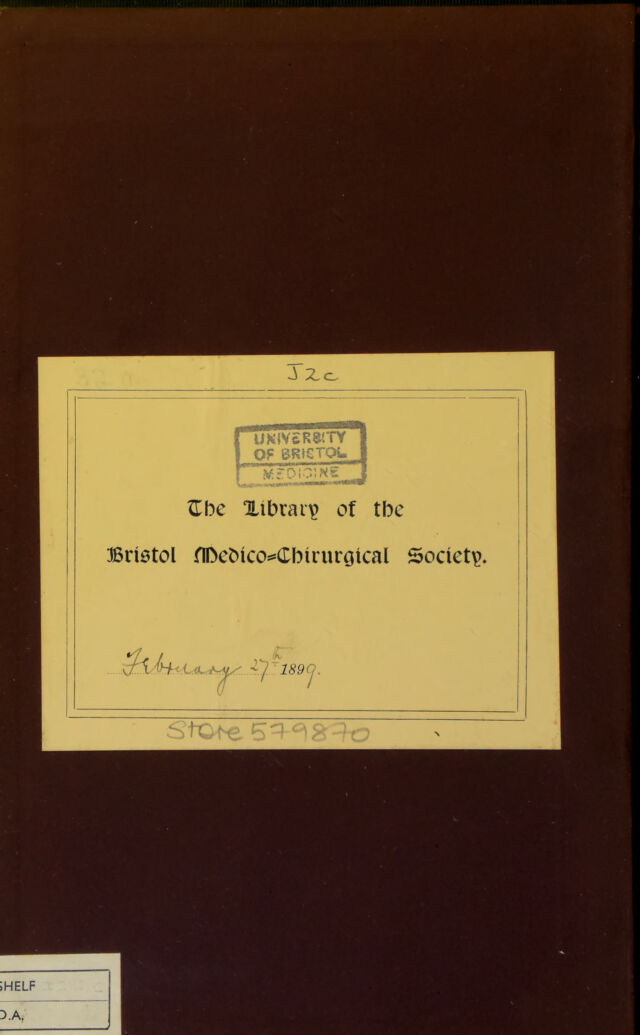 J2c
UNIVERSITY
OF BRISTOL
MEDICINE
The Library of the
Bristol Medico=Chirurgical Society.
February 27th 1899.
Store 579870
SHELF
O.A.